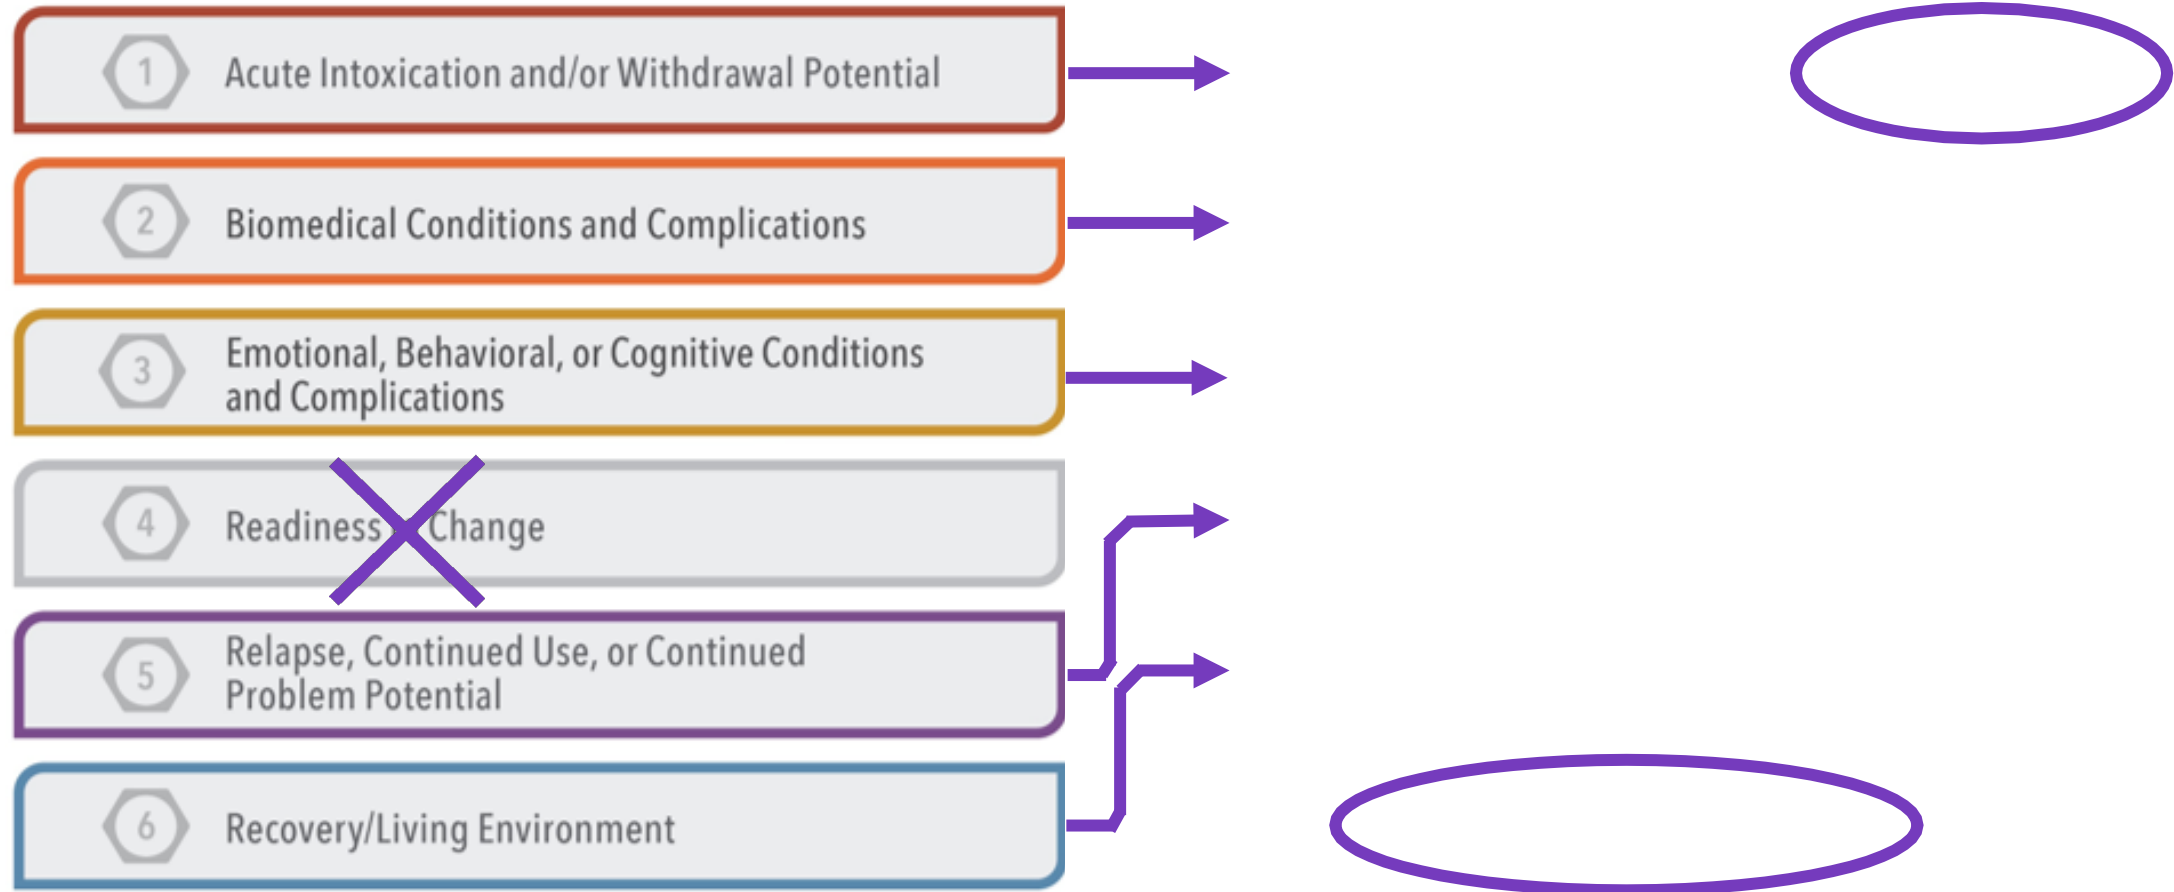 1
Acute Intoxication and/or Withdrawal Potential
2
Biomedical Conditions and Complications
3
Emotional, Behavioral, or Cognitive Conditions
and Complications
4
Readiness Change
5
Relapse, Continued Use, or Continued
Problem Potential
6
Recovery/Living Environment